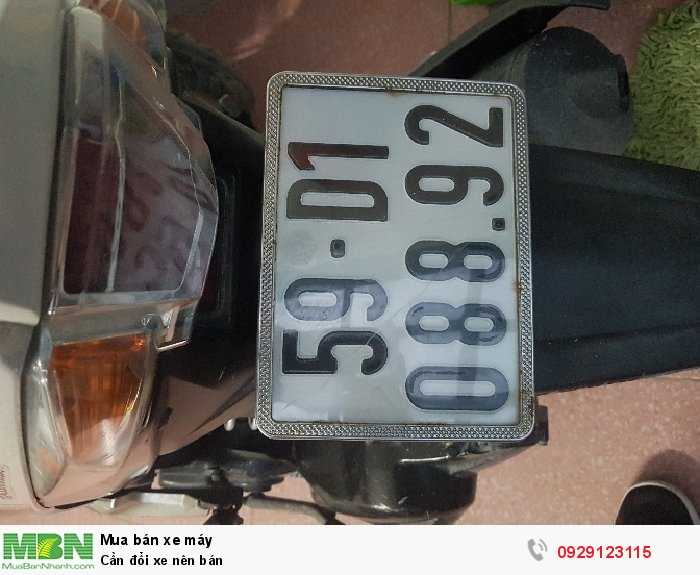 59-D1
088.92
MBN
MuaBanNhanh.com
Mua bán xe máy
Cần đổi xe nên bán
0929123115